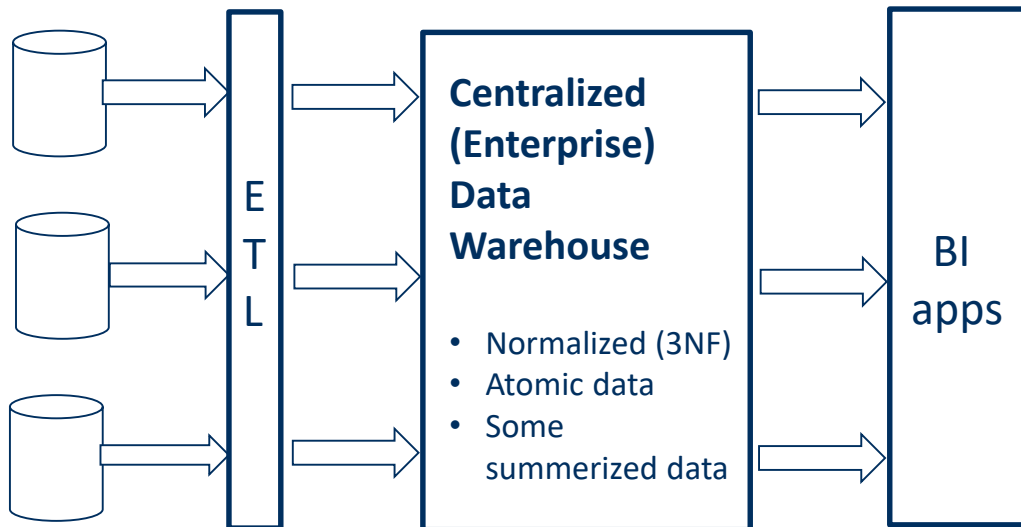 E
T
L
Centralized
(Enterprise)
Data
Warehouse
• Normalized (3NF)
• Atomic data
• Some
summerized data
BI
apps